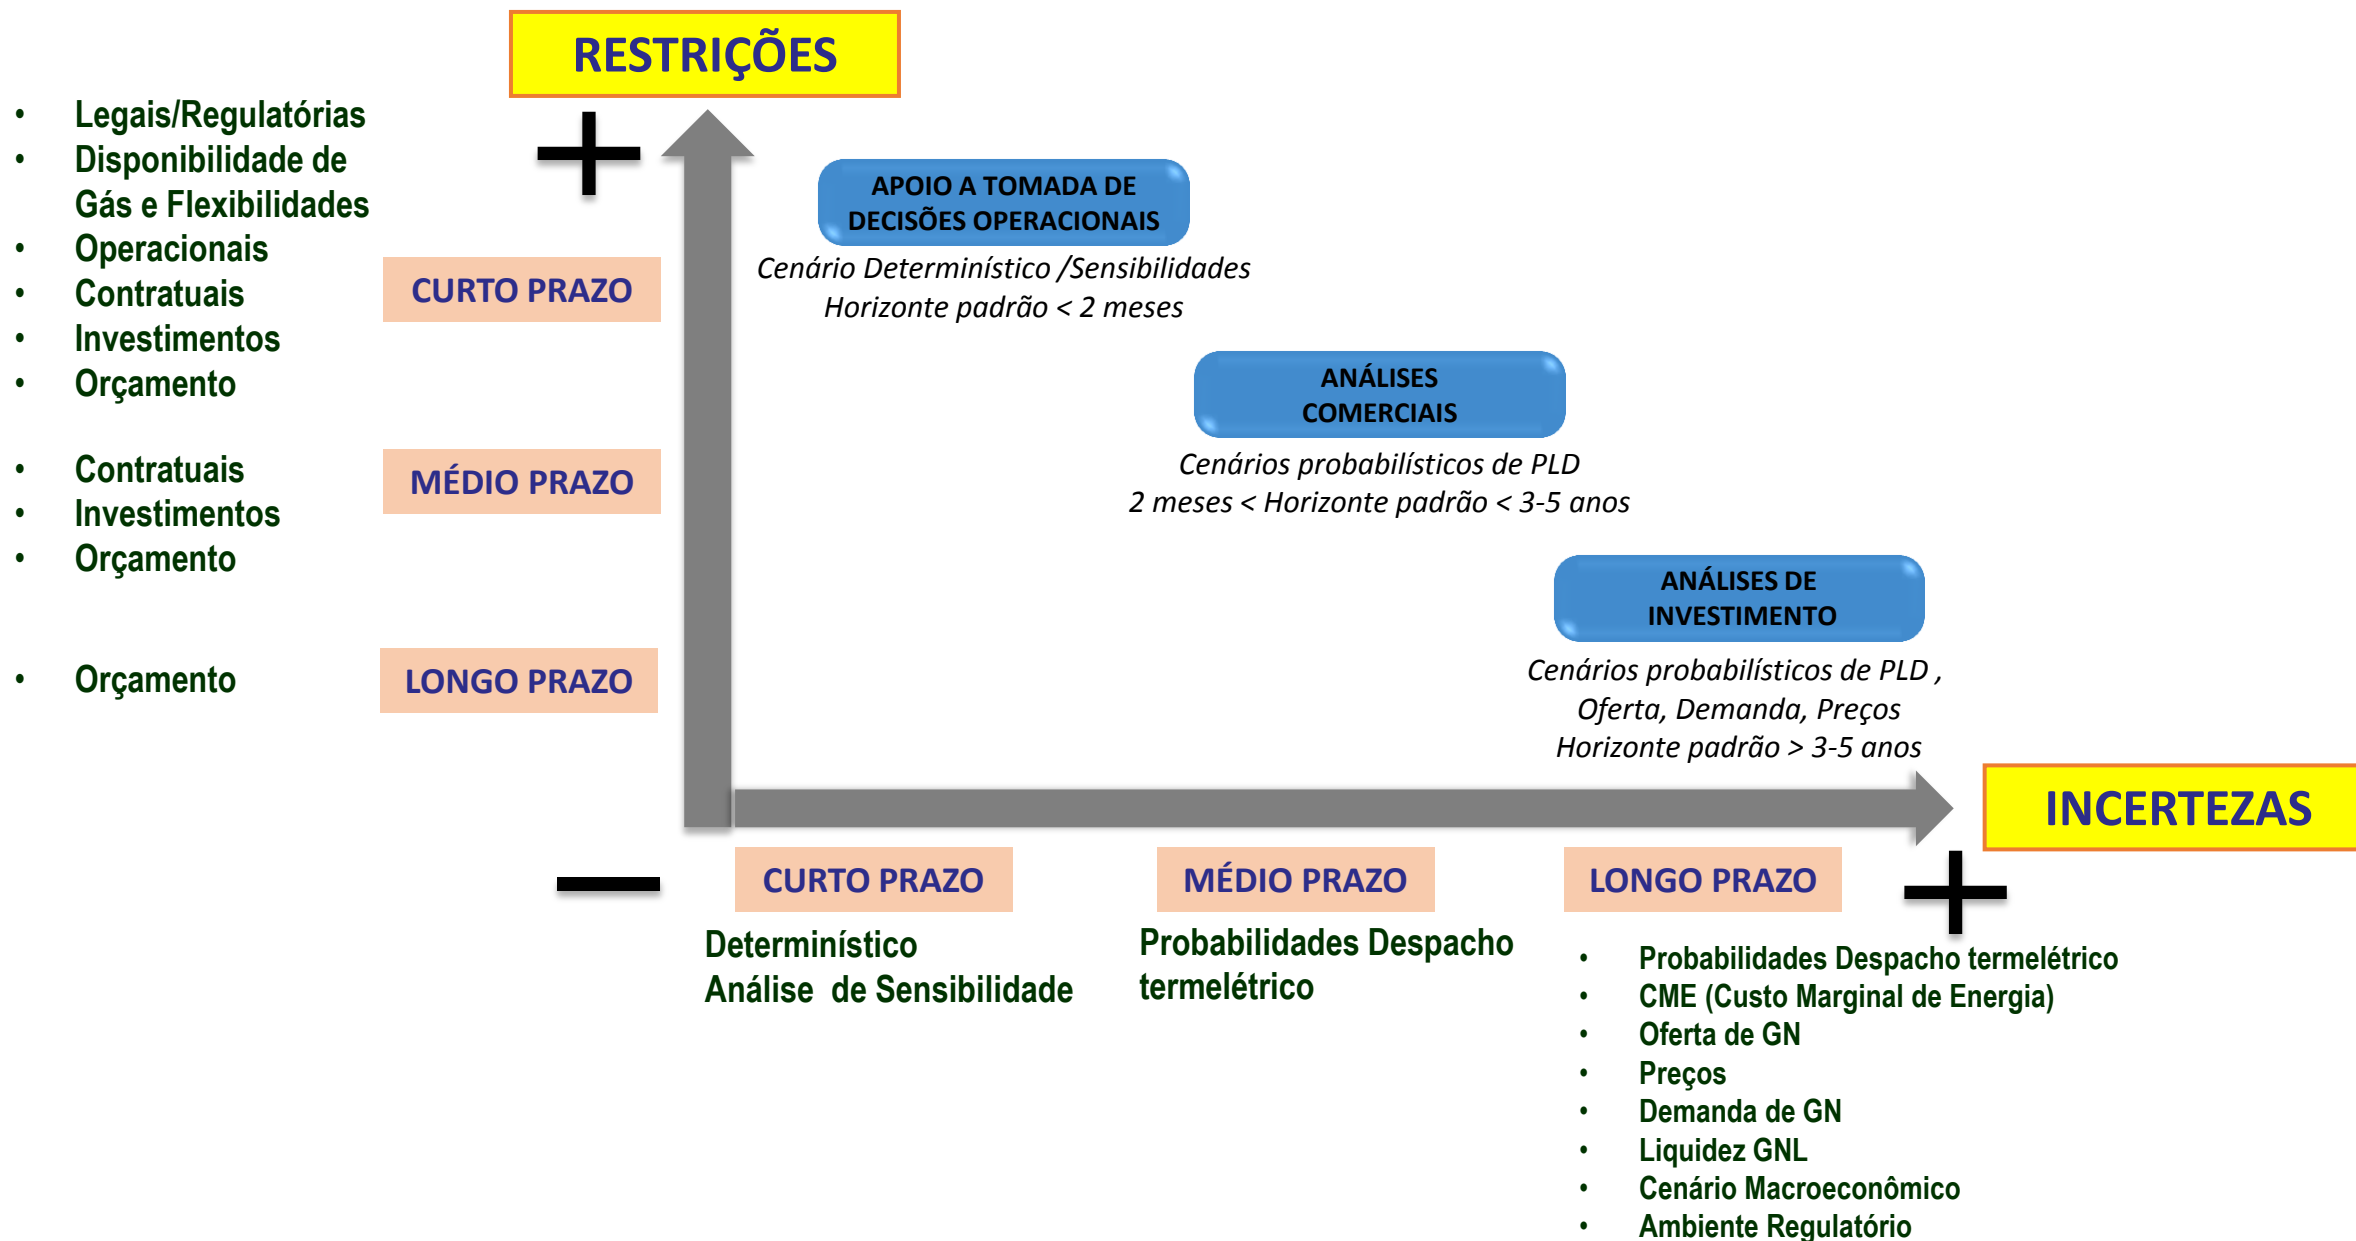 RESTRIÇÕES
• Legais/Regulatórias
• Disponibilidade de
Gás e Flexibilidades
• Operacionais
• Contratuais
• Investimentos
• Orçamento
CURTO PRAZO
• Contratuais
• Investimentos
• Orçamento
MÉDIO PRAZO
• Orçamento
LONGO PRAZO
+
APOIO A TOMADA DE
DECISÕES OPERACIONAIS
Cenário Determinístico /Sensibilidades
Horizonte padrão < 2 meses
ANÁLISES
COMERCIAIS
Cenários probabilísticos de PLD
2 meses < Horizonte padrão < 3-5 anos
ANÁLISES DE
INVESTIMENTO
Cenários probabilísticos de PLD ,
Oferta, Demanda, Preços
Horizonte padrão > 3-5 anos
INCERTEZAS
–
CURTO PRAZO
Determinístico
Análise de Sensibilidade
MÉDIO PRAZO
Probabilidades Despacho
termelétrico
LONGO PRAZO
+
• Probabilidades Despacho termelétrico
• CME (Custo Marginal de Energia)
• Oferta de GN
• Preços
• Demanda de GN
• Liquidez GNL
• Cenário Macroeconômico
• Ambiente Regulatório